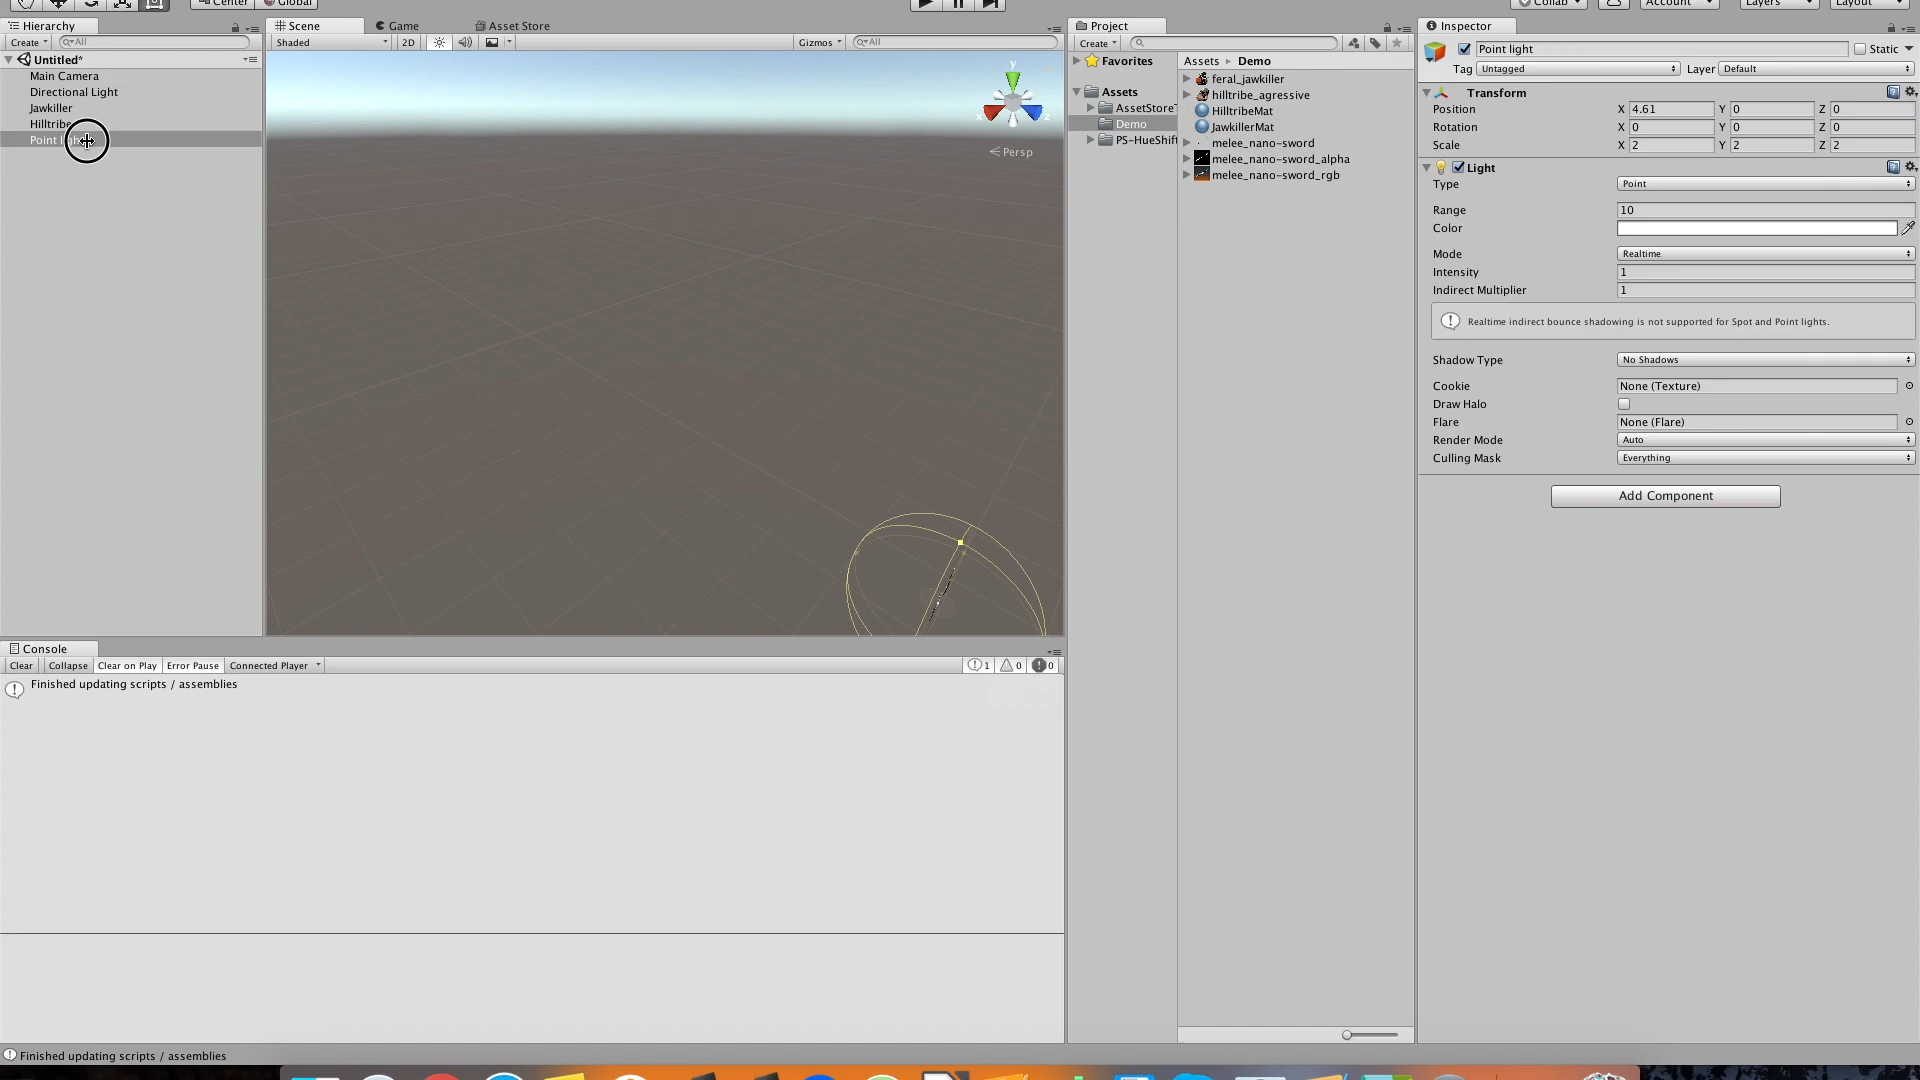 Center
Global
Collab
Account
Layers
Layout
Hierarchy
Create
All
Untitled*
Main Camera
Directional Light
Jawkiller
Hilltribe
Point light
Scene
Game
Asset Store
Shaded
2D
Gizmos
All
y
x
z
Persp
Console
Clear
Collapse
Clear on Play
Error Pause
Connected Player
1
0
0
Finished updating scripts / assemblies
Project
Create
Favorites
Assets
AssetStoreT
Demo
PS-HueShift
Assets
Demo
feral_jawkiller
hilltribe_agressive
HilltribeMat
JawkillerMat
melee_nano-sword
melee_nano-sword_alpha
melee_nano-sword_rgb
Inspector
Point light
Static
Tag Untagged Layer Default
Transform
Position X 4.61 Y 0 Z 0
Rotation X 0 Y 0 Z 0
Scale X 2 Y 2 Z 2
Light
Type Point
Range 10
Color
Mode Realtime
Intensity 1
Indirect Multiplier 1
Realtime indirect bounce shadowing is not supported for Spot and Point lights.
Shadow Type No Shadows
Cookie None (Texture)
Draw Halo
Flare None (Flare)
Render Mode Auto
Culling Mask Everything
Add Component
Finished updating scripts / assemblies